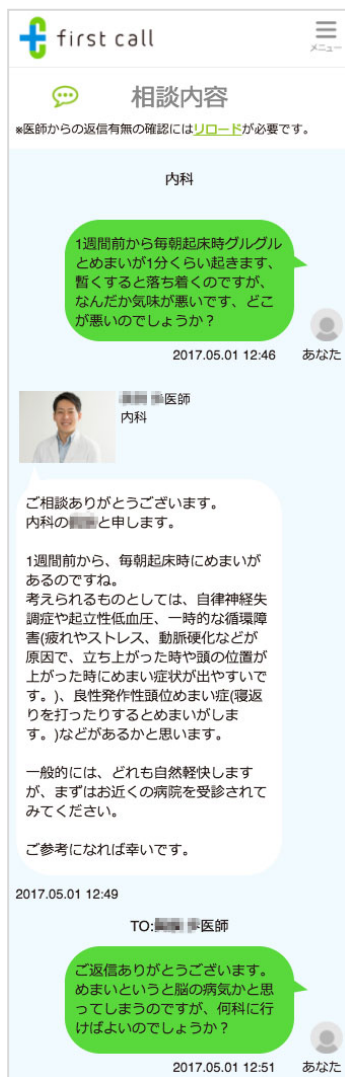 first call
メニュー
相談内容
*医師からの返信有無の確認にはリロードが必要です。
内科
1週間前から毎朝起床時グルグル
とめまいが1分くらい起きます、
暫くすると落ち着くのですが、
なんだか気味が悪いです、どこ
が悪いのでしょうか？
2017.05.01 12:46
あなた
医師
内科
ご相談ありがとうございます。
内科のと申します。
1週間前から、毎朝起床時にめまいが
あるのですね。
考えられるものとしては、自律神経失
調症や起立性低血圧、一時的な循環障
害(疲れやストレス、動脈硬化などが
原因で、立ち上がった時や頭の位置が
上がった時にめまい症状が出やすいで
す。)、良性発作性頭位めまい症(寝返
りを打ったりするとめまいがしま
す。)などがあるかと思います。
一般的には、どれも自然軽快します
が、まずはお近くの病院を受診されて
みてください。
ご参考になれば幸いです。
2017.05.01 12:49
TO:医師
ご返信ありがとうございます。
めまいというと脳の病気かと思
ってしまうのですが、何科に行
けばよいのでしょうか？
2017.05.01 12:51
あなた